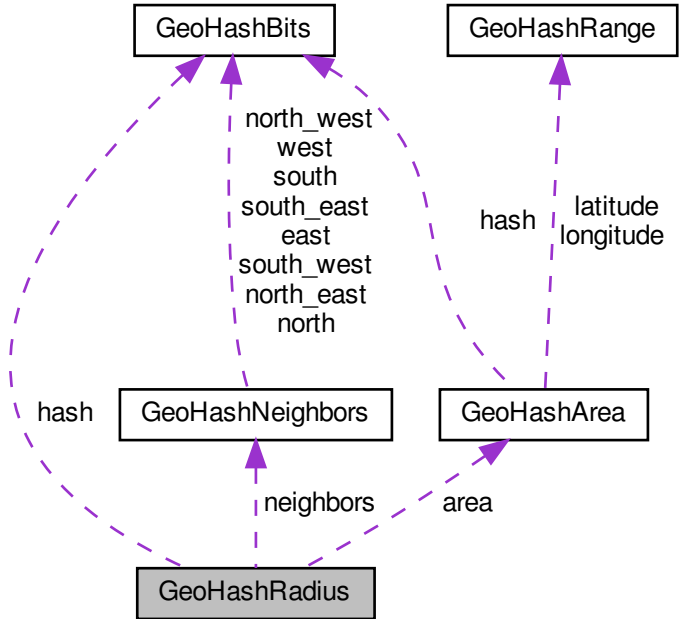 GeoHashBits
GeoHashRange
north_west
west
south
south_east
east
south_west
north_east
north
hash
latitude
longitude
hash
GeoHashNeighbors
GeoHashArea
neighbors
area
GeoHashRadius